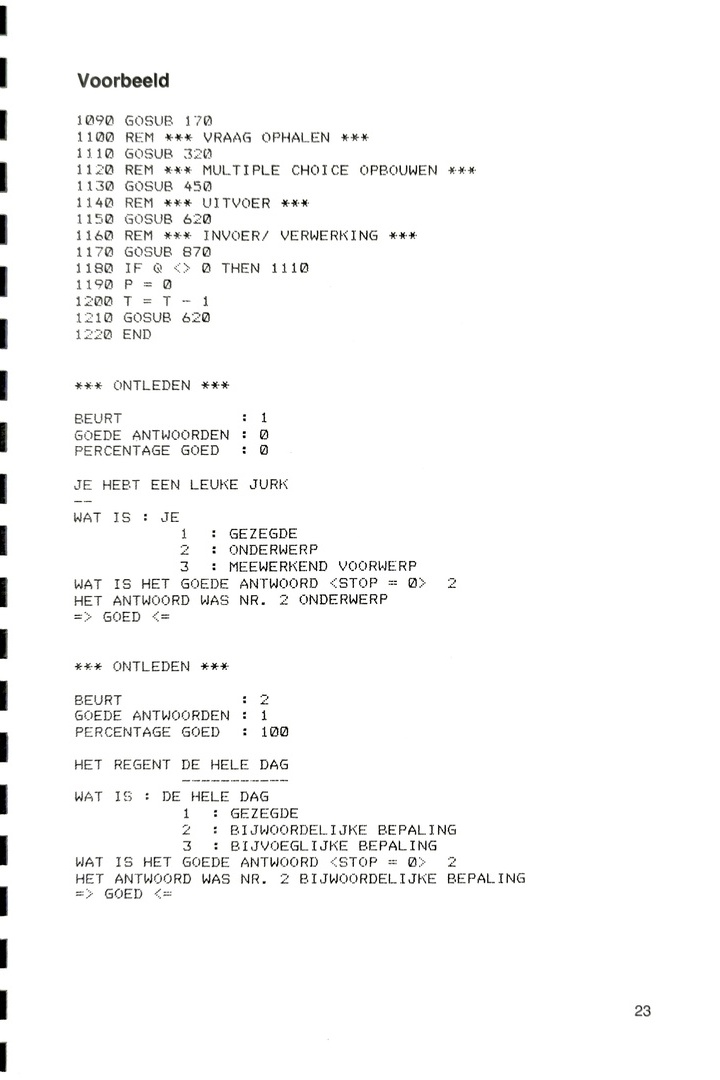 Voorbeeld
1090 GOSUB 170
1100 REM *** VRAAG OPHALEN ***
1110 GOSUB 320
1120 REM *** MULTIPLE CHOICE OPBOUWEN ***
1130 GOSUB 450
1140 REM *** UITVOER ***
1150 GOSUB 620
1160 REM *** INVOER/ VERWERKING ***
1170 GOSUB 870
1180 IF Q <> 0 THEN 1110
1190 P = 0
1200 T = T - 1
1210 GOSUB 620
1220 END
*** ONTLEDEN ***
BEURT : 1
GOEDE ANTWOORDEN : 0
PERCENTAGE GOED : 0
JE HEBT EEN LEUKE JURK
--
WAT IS : JE
1 : GEZEGDE
2 : ONDERWERP
3 : MEEWERKEND VOORWERP
WAT IS HET GOEDE ANTWOORD <STOP = 0> 2
HET ANTWOORD WAS NR. 2 ONDERWERP
=> GOED <=
*** ONTLEDEN ***
BEURT : 2
GOEDE ANTWOORDEN : 1
PERCENTAGE GOED : 100
HET REGENT DE HELE DAG
-----------
WAT IS : DE HELE DAG
1 : GEZEGDE
2 : BIJWOORDELIJKE BEPALING
3 : BIJVOEGLIJKE BEPALING
WAT IS HET GOEDE ANTWOORD <STOP = 0> 2
HET ANTWOORD WAS NR. 2 BIJWOORDELIJKE BEPALING
=> GOED <=
23